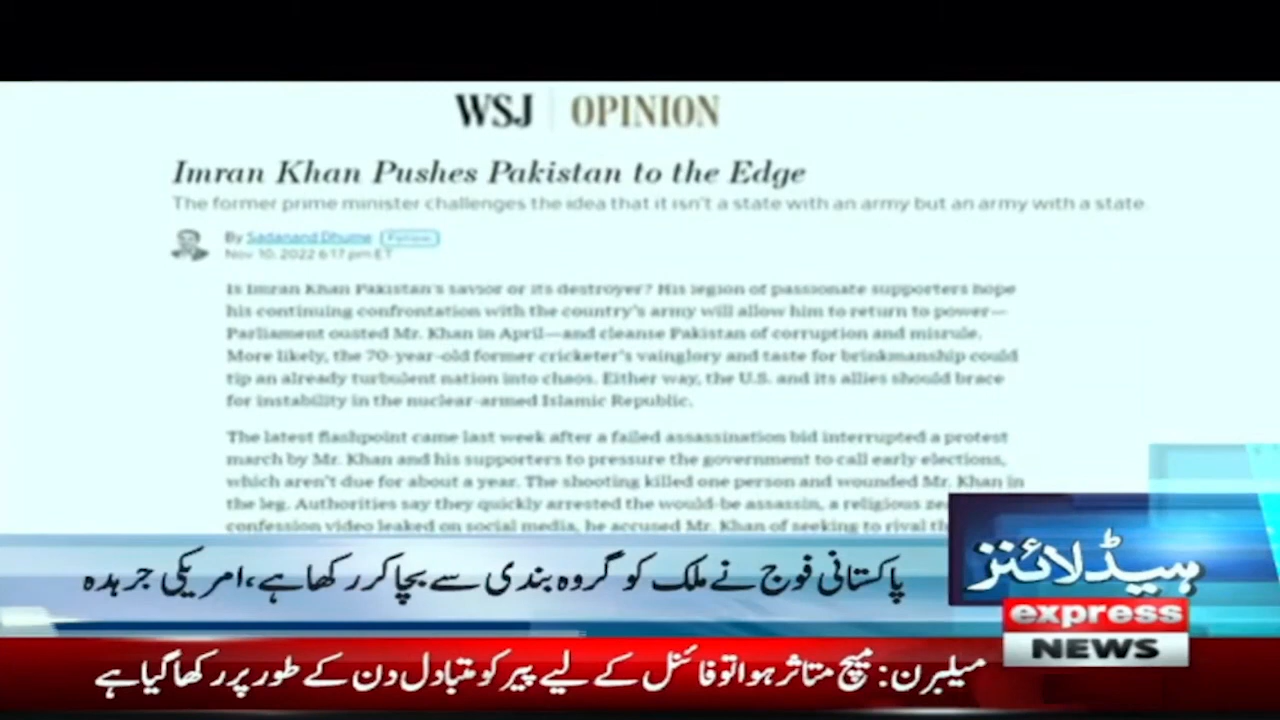 WSJ OPINION
Imran Khan Pushes Pakistan to the Edge
The former prime minister challenges the idea that it isn't a state with an army but an army with a state.
By Sadanand Dhume Follow
Nov. 10, 2022 6:17 pm ET
Is Imran Khan Pakistan's savior or its destroyer? His legion of passionate supporters hope
his continuing confrontation with the country's army will allow him to return to power—
Parliament ousted Mr. Khan in April—and cleanse Pakistan of corruption and misrule.
More likely, the 70-year-old former cricketer's vainglory and taste for brinkmanship could
tip an already turbulent nation into chaos. Either way, the U.S. and its allies should brace
for instability in the nuclear-armed Islamic Republic.
The latest flashpoint came last week after a failed assassination bid interrupted a protest
march by Mr. Khan and his supporters to pressure the government to call early elections,
which aren't due for about a year. The shooting killed one person and wounded Mr. Khan in
the leg. Authorities say they quickly arrested the would-be assassin, a religious
confession video leaked on social media, he accused Mr. Khan of seeking to rival
ہیڈلائنز
پاکستانی فوج نے ملک کو گروہ بندی سے بچا کر رکھا ہے، امریکی جریدہ
express
NEWS
میلبرن: میچ متاثر ہوا تو فائنل کے لیے پیر کو متبادل دن کے طور پر رکھا گیا ہے